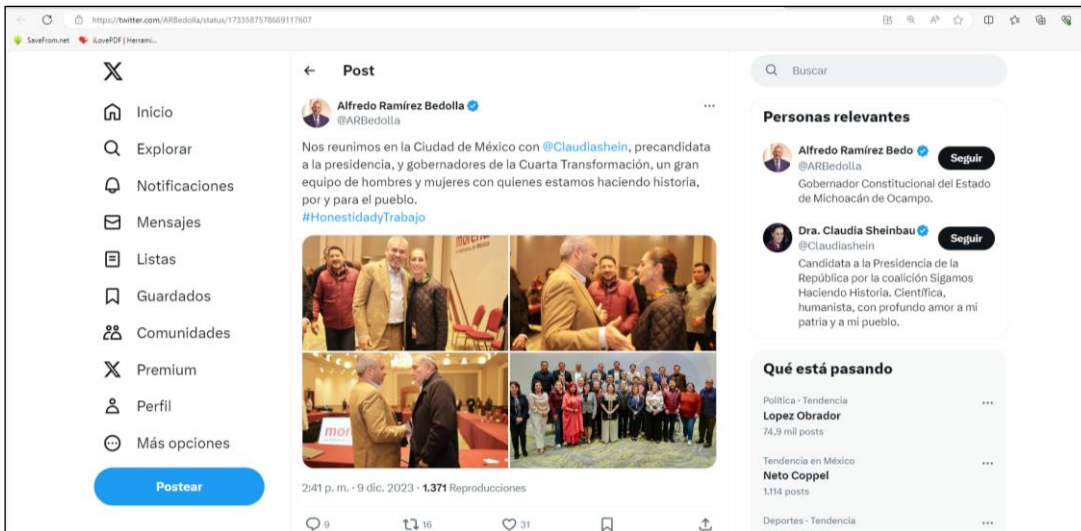 https://twitter.com/ARBedolla/status/1733587578669117607
SaveFrom.net
iLovePDF | Herrami...
Inicio
Explorar
Notificaciones
Mensajes
Listas
Guardados
Comunidades
Premium
Perfil
Más opciones
Postear
Post
Alfredo Ramírez Bedolla
@ARBedolla
Nos reunimos en la Ciudad de México con @Claudiashein, precandidata
a la presidencia, y gobernadores de la Cuarta Transformación, un gran
equipo de hombres y mujeres con quienes estamos haciendo historia,
por y para el pueblo.
#HonestidadyTrabajo
morena
mor
2:41 p. m. · 9 dic. 2023 · 1.371 Reproducciones
9 16 31
Buscar
Personas relevantes
Alfredo Ramírez Bedo
@ARBedolla
Seguir
Gobernador Constitucional del Estado
de Michoacán de Ocampo.
Dra. Claudia Sheinbau
@Claudiashein
Seguir
Candidata a la Presidencia de la
República por la coalición Sigamos
Haciendo Historia. Científica,
humanista, con profundo amor a mi
patria y a mi pueblo.
Qué está pasando
Política · Tendencia
Lopez Obrador
74,9 mil posts
Tendencia en México
Neto Coppel
1.114 posts
Deportes · Tendencia